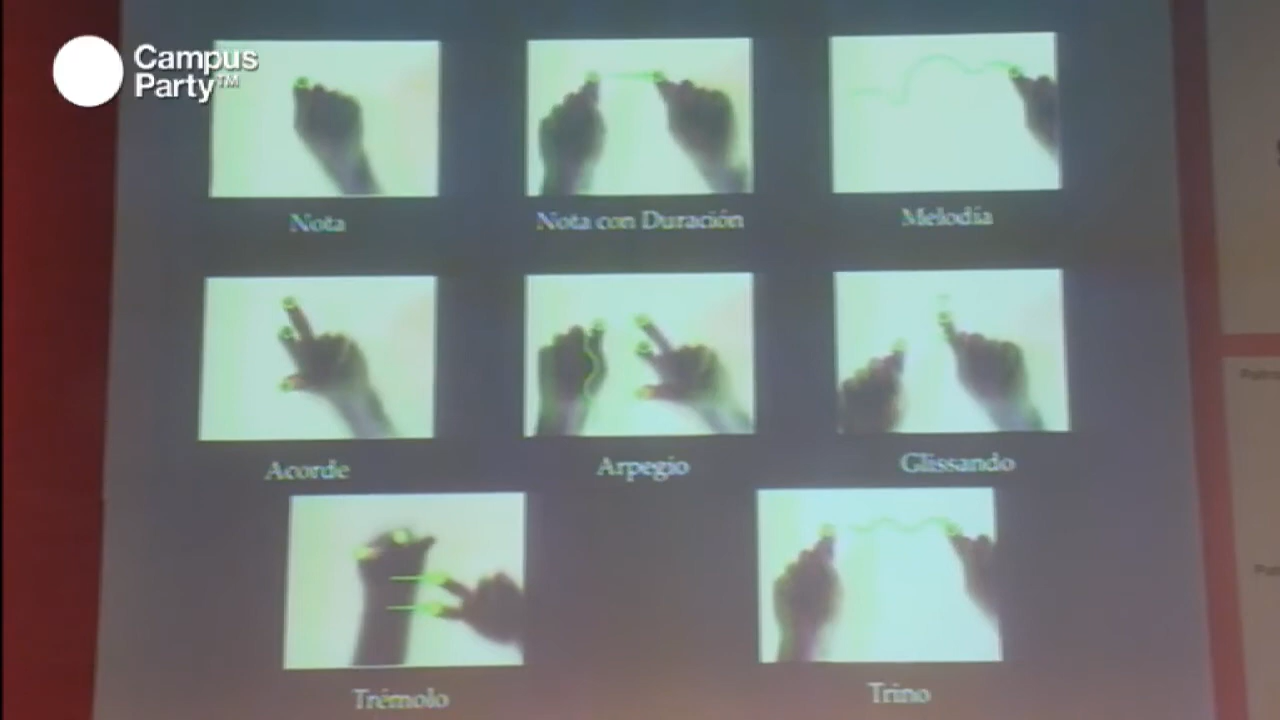 Campus
Party™
Nota
Nota con Duración
Melodía
Acorde
Arpegio
Glissando
Trémolo
Trino